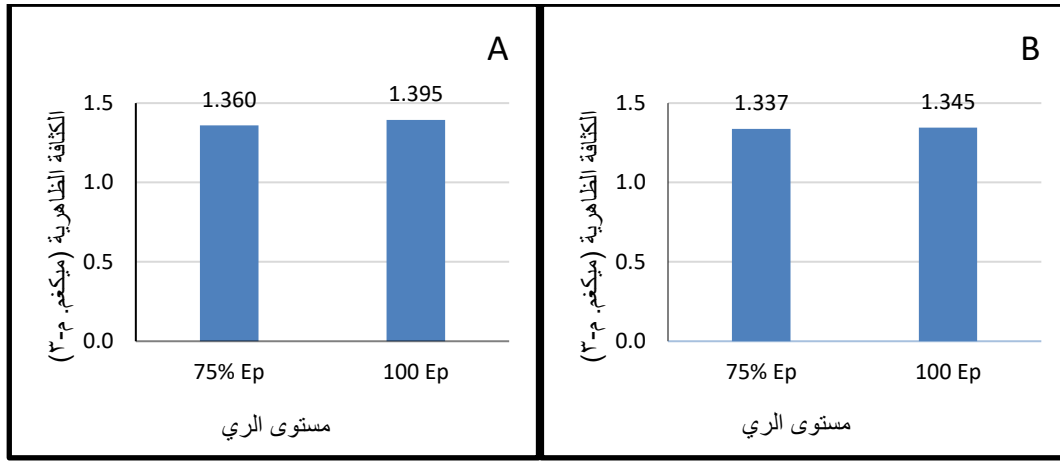 A
الكثافة الظاهرية (ميكغم. م-٣)
1.5
1.0
0.5
0.0
1.360
1.395
75% Ep
100 Ep
مستوى الري
B
الكثافة الظاهرية (ميكغم. م-٣)
1.5
1.0
0.5
0.0
1.337
1.345
75% Ep
100 Ep
مستوى الري